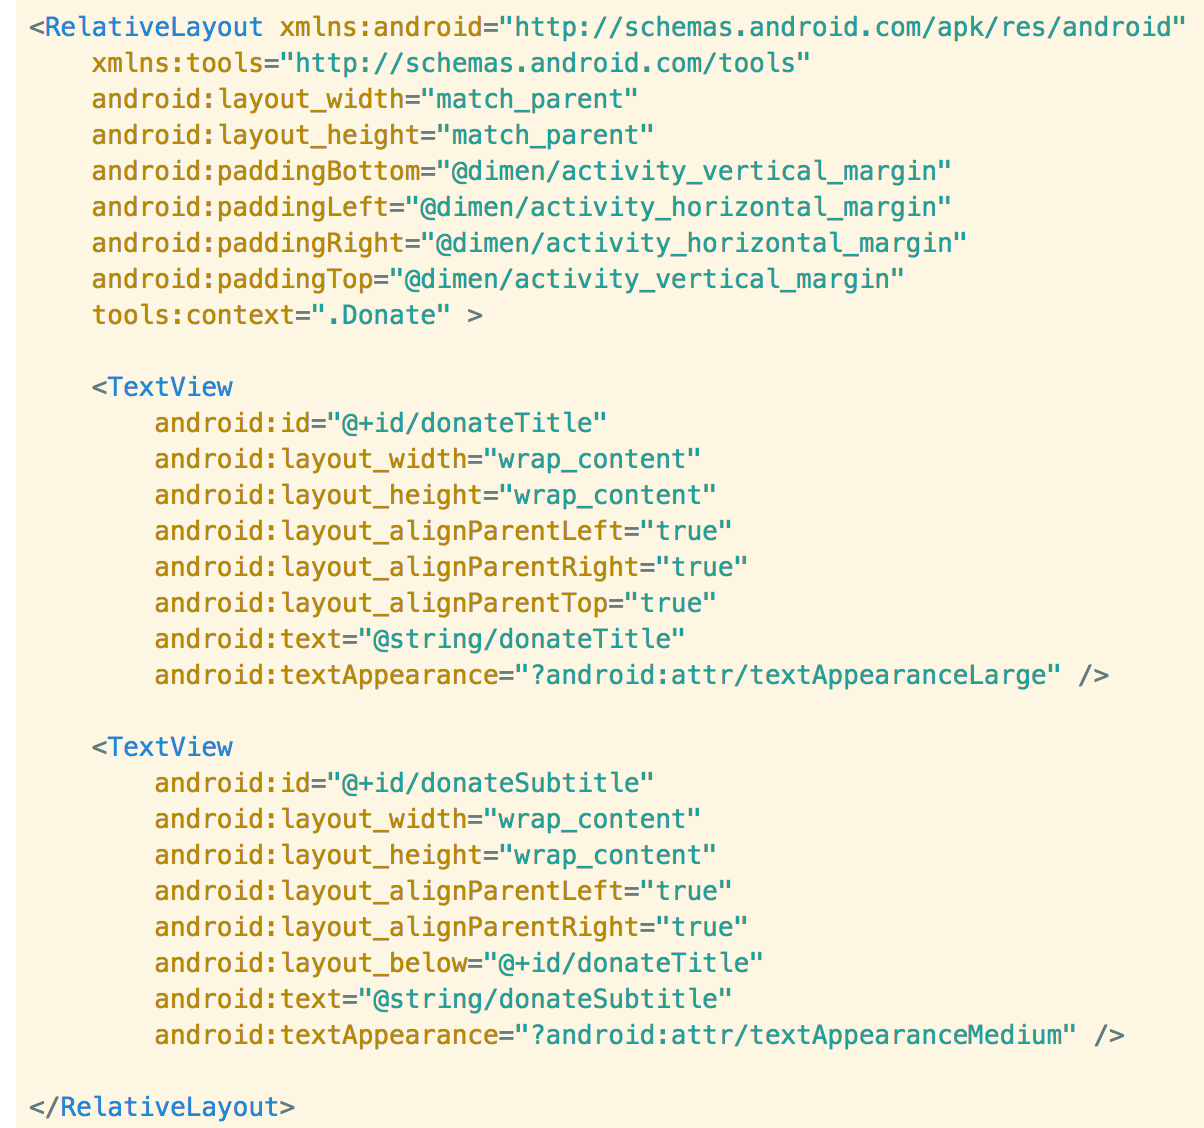 <RelativeLayout xmlns:android="http://schemas.android.com/apk/res/android"
    xmlns:tools="http://schemas.android.com/tools"
    android:layout_width="match_parent"
    android:layout_height="match_parent"
    android:paddingBottom="@dimen/activity_vertical_margin"
    android:paddingLeft="@dimen/activity_horizontal_margin"
    android:paddingRight="@dimen/activity_horizontal_margin"
    android:paddingTop="@dimen/activity_vertical_margin"
    tools:context=".Donate" >

    <TextView
        android:id="@+id/donateTitle"
        android:layout_width="wrap_content"
        android:layout_height="wrap_content"
        android:layout_alignParentLeft="true"
        android:layout_alignParentRight="true"
        android:layout_alignParentTop="true"
        android:text="@string/donateTitle"
        android:textAppearance="?android:attr/textAppearanceLarge" />

    <TextView
        android:id="@+id/donateSubtitle"
        android:layout_width="wrap_content"
        android:layout_height="wrap_content"
        android:layout_alignParentLeft="true"
        android:layout_alignParentRight="true"
        android:layout_below="@+id/donateTitle"
        android:text="@string/donateSubtitle"
        android:textAppearance="?android:attr/textAppearanceMedium" />

</RelativeLayout>